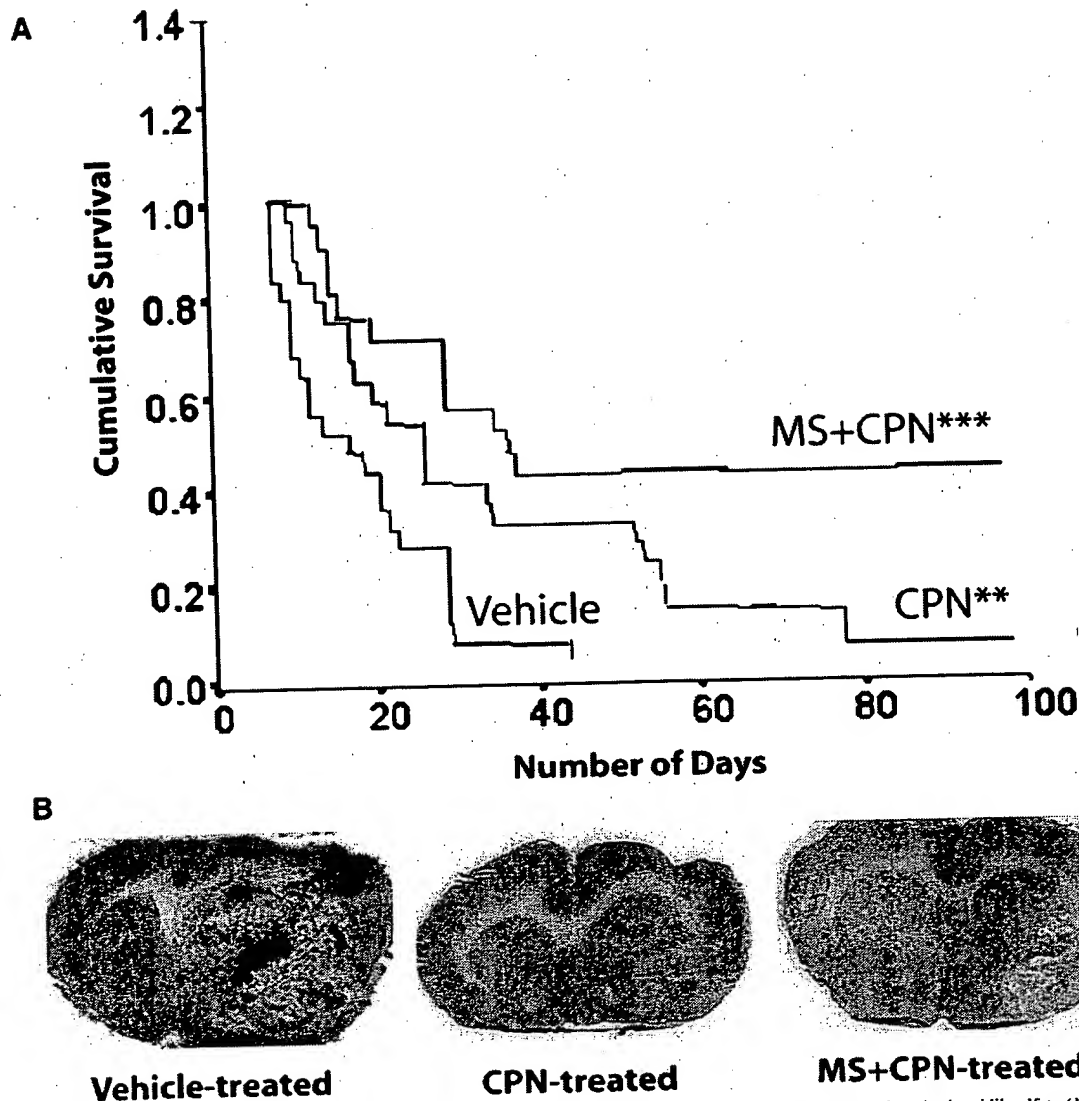 A
1.4
1.2
1.0
0.8
0.6
0.4
0.2
0.0
Cumulative Survival
MS+CPN***
CPN**
Vehicle
0 20 40 60 80 100
Number of Days
B
Vehicle-treated CPN-treated MS+CPN-treated